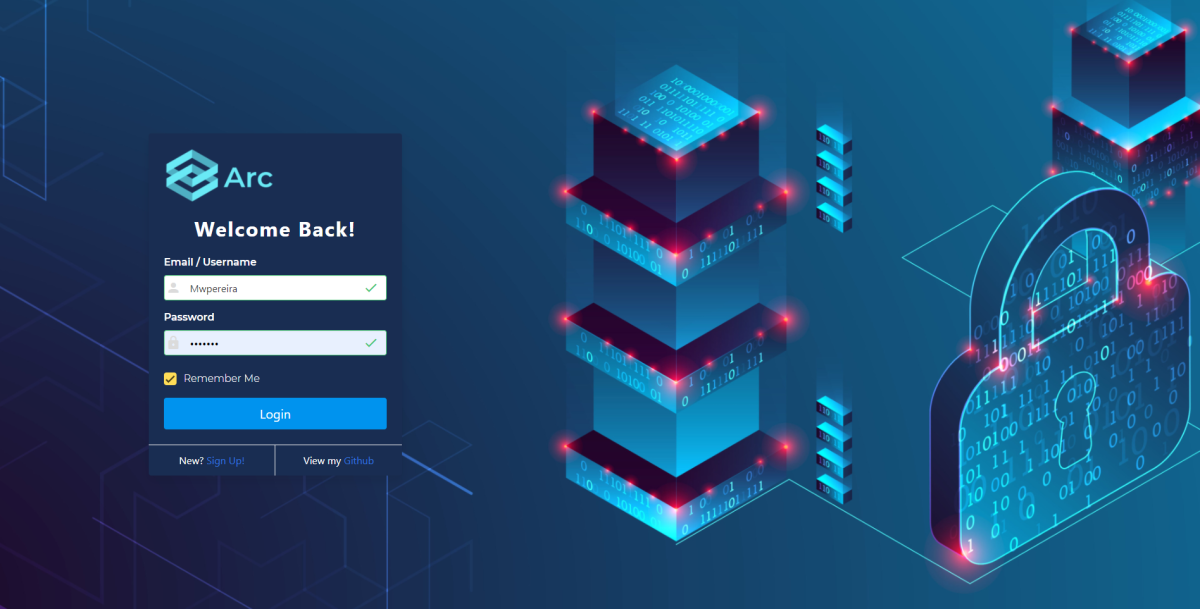 Arc
Welcome Back!
Email / Username
Mwpereira
Password
•••••••
Remember Me
Login
New? Sign Up!
View my Github